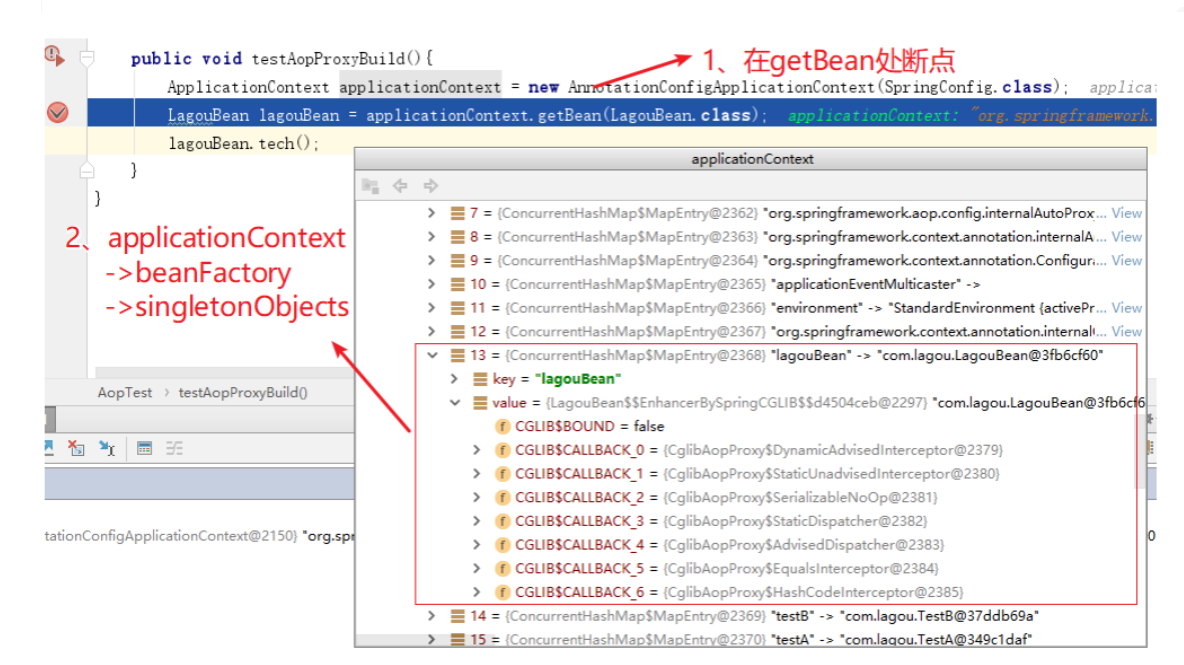 public void testAopProxyBuild(){
1、在getBean处断点
ApplicationContext applicationContext = new AnnotationConfigApplicationContext(SpringConfig.class); applica
LagouBean lagouBean = applicationContext.getBean(LagouBean.class); applicationContext: "org.springframework.
lagouBean.tech();
}
}
2、applicationContext
->beanFactory
->singletonObjects
applicationContext
7 = {ConcurrentHashMap$MapEntry@2362} "org.springframework.aop.config.internalAutoProx... View
8 = {ConcurrentHashMap$MapEntry@2363} "org.springframework.context.annotation.internalA... View
9 = {ConcurrentHashMap$MapEntry@2364} "org.springframework.context.annotation.Configur... View
10 = {ConcurrentHashMap$MapEntry@2365} "applicationEventMulticaster" ->
11 = {ConcurrentHashMap$MapEntry@2366} "environment" -> "StandardEnvironment {activePr... View
12 = {ConcurrentHashMap$MapEntry@2367} "org.springframework.context.annotation.internal... View
13 = {ConcurrentHashMap$MapEntry@2368} "lagouBean" -> "com.lagou.LagouBean@3fb6cf60"
key = "lagouBean"
value = {LagouBean$$EnhancerBySpringCGLIB$$d4504ceb@2297} "com.lagou.LagouBean@3fb6cf6
CGLIB$BOUND = false
CGLIB$CALLBACK_0 = {CglibAopProxy$DynamicAdvisedInterceptor@2379}
CGLIB$CALLBACK_1 = {CglibAopProxy$StaticUnadvisedInterceptor@2380}
CGLIB$CALLBACK_2 = {CglibAopProxy$SerializableNoOp@2381}
CGLIB$CALLBACK_3 = {CglibAopProxy$StaticDispatcher@2382}
CGLIB$CALLBACK_4 = {CglibAopProxy$AdvisedDispatcher@2383}
CGLIB$CALLBACK_5 = {CglibAopProxy$EqualsInterceptor@2384}
CGLIB$CALLBACK_6 = {CglibAopProxy$HashCodeInterceptor@2385}
14 = {ConcurrentHashMap$MapEntry@2369} "testB" -> "com.lagou.TestB@37ddb69a"
15 = {ConcurrentHashMap$MapEntry@2370} "testA" -> "com.lagou.TestA@349c1daf"
AopTest > testAopProxyBuild()
tationConfigApplicationContext@2150} "org.spr